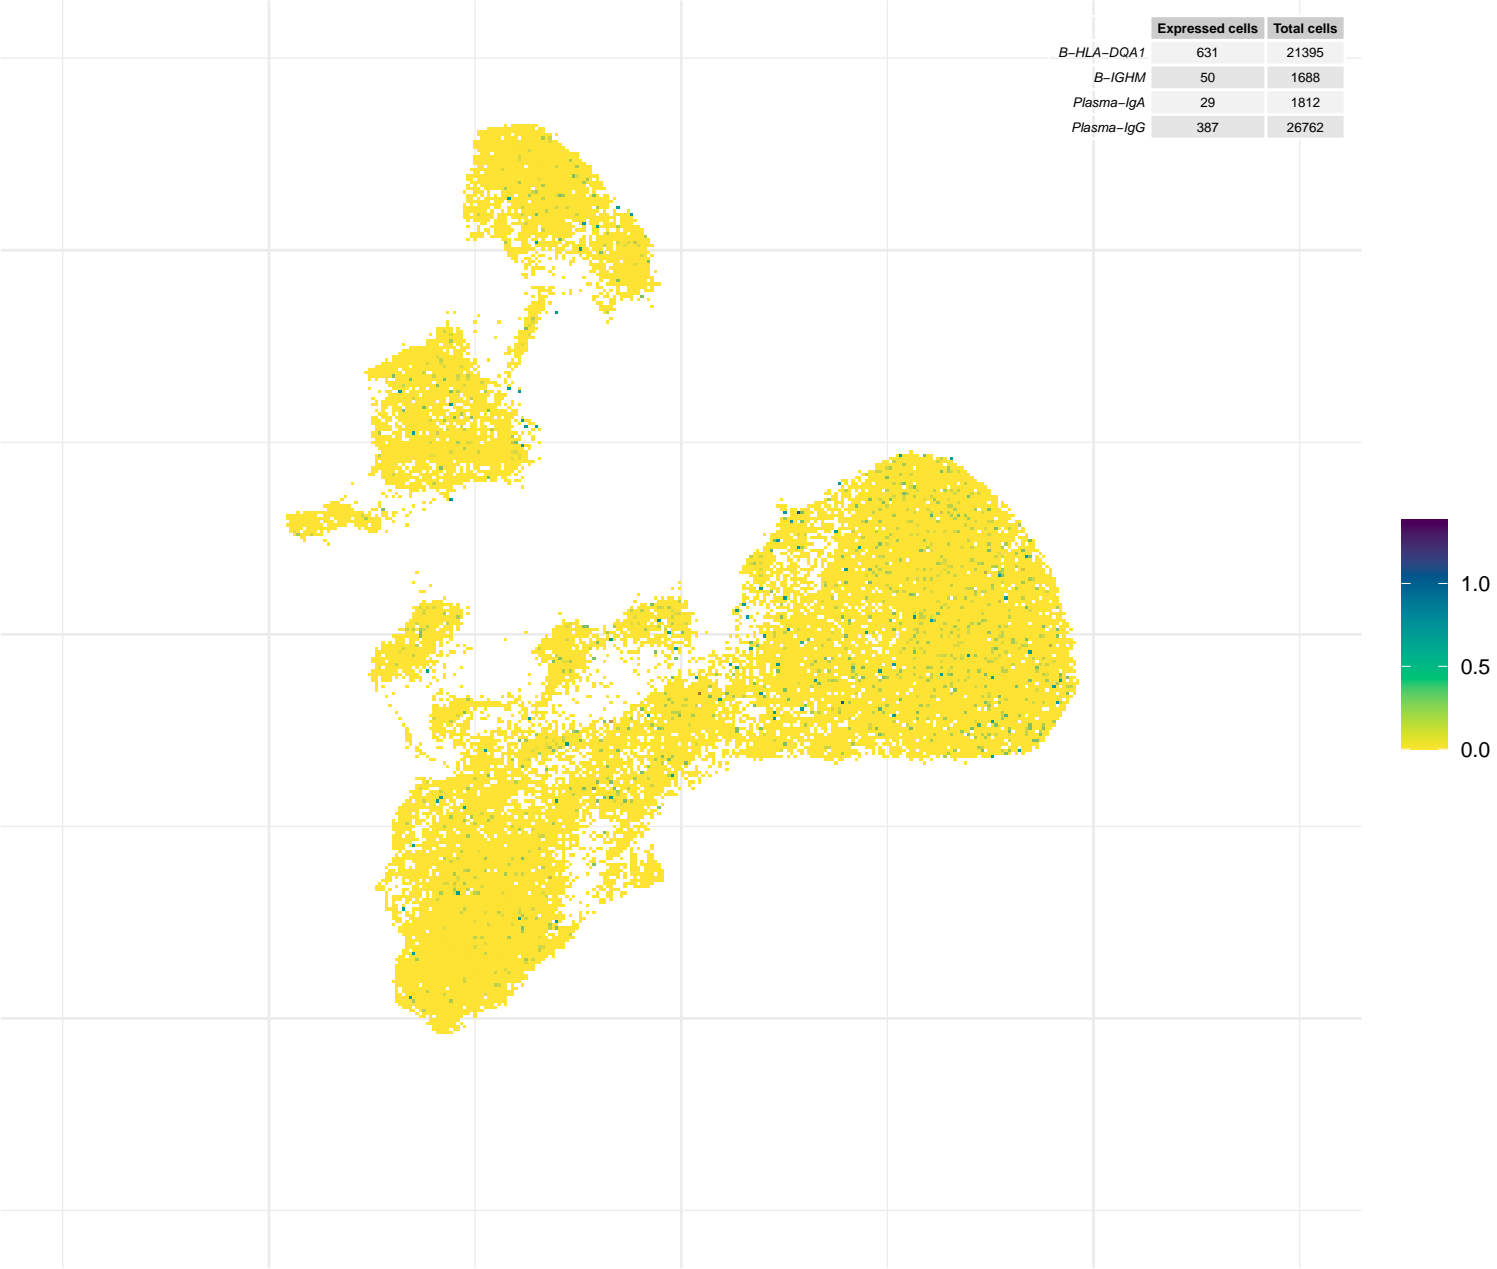 Expressed cells Total cells
B−HLA−DQA1 631 21395
B−IGHM 50 1688
Plasma−IgA 29 1812
Plasma−IgG 387 26762
1.0
0.5
0.0